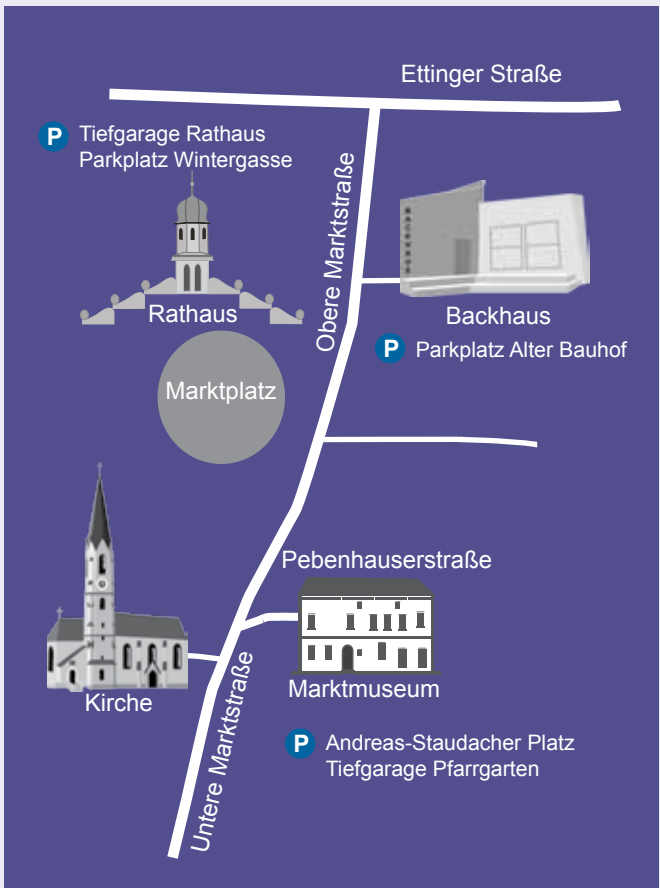 Ettinger Straße
P Tiefgarage Rathaus
Parkplatz Wintergasse
Obere Marktstraße
Rathaus
Backhaus
P Parkplatz Alter Bauhof
Marktplatz
Pebenhauserstraße
Marktmuseum
Kirche
Untere Marktstraße
P Andreas-Staudacher Platz
Tiefgarage Pfarrgarten